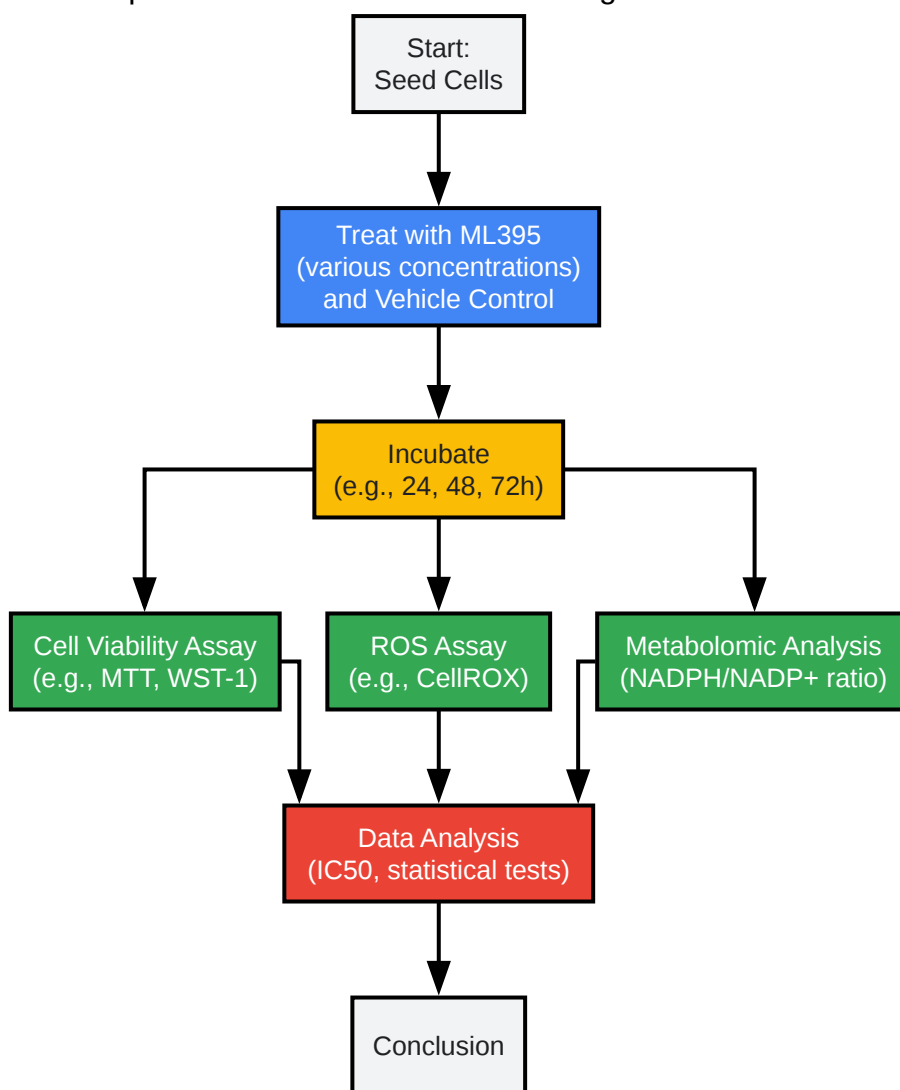 Start:
Seed Cells
Treat with ML395
(various concentrations)
and Vehicle Control
Incubate
(e.g., 24, 48, 72h)
Cell Viability Assay
(e.g., MTT, WST-1)
ROS Assay
(e.g., CellROX)
Metabolomic Analysis
(NADPH/NADP+ ratio)
Data Analysis
(IC50, statistical tests)
Conclusion